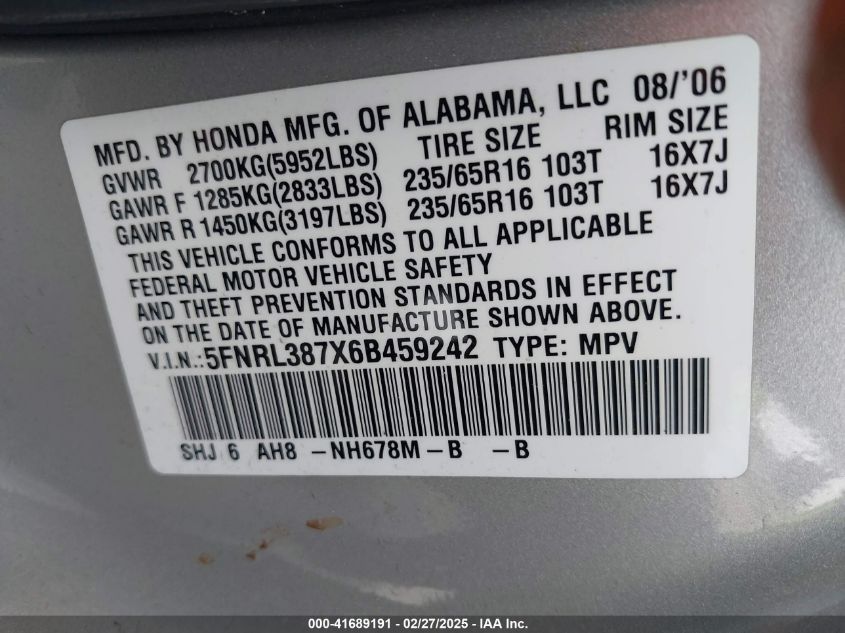 MFD. BY HONDA MFG. OF ALABAMA, LLC 08/'06
GVWR 2700KG(5952LBS) TIRE SIZE RIM SIZE
GAWR F 1285KG(2833LBS) 235/65R16 103T 16X7J
GAWR R 1450KG(3197LBS) 235/65R16 103T 16X7J
THIS VEHICLE CONFORMS TO ALL APPLICABLE
FEDERAL MOTOR VEHICLE SAFETY
AND THEFT PREVENTION STANDARDS IN EFFECT
ON THE DATE OF MANUFACTURE SHOWN ABOVE.
V.I.N.:5FNRL387X6B459242 TYPE: MPV
SHJ 6 AH8 -NH678M-B -B
000-41689191 - 02/27/2025 - IAA Inc.